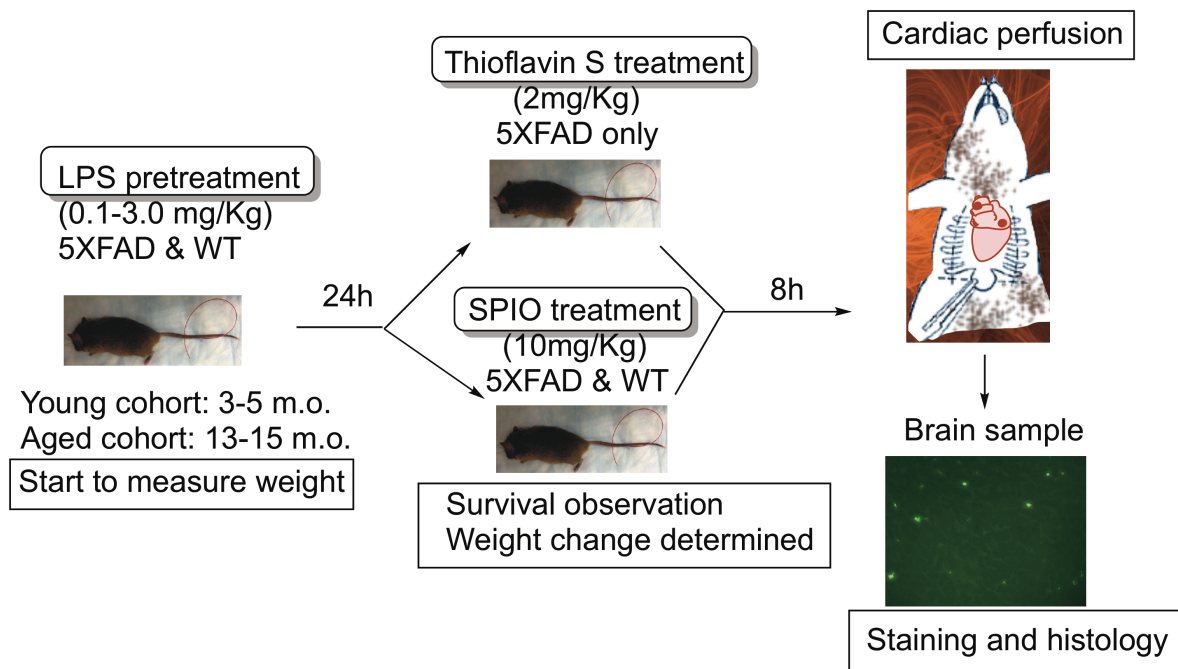 LPS pretreatment
(0.1-3.0 mg/Kg)
5XFAD & WT
Young cohort: 3-5 m.o.
Aged cohort: 13-15 m.o.
Start to measure weight
24h
Thioflavin S treatment
(2mg/Kg)
5XFAD only
SPIO treatment
(10mg/Kg)
5XFAD & WT
Survival observation
Weight change determined
8h
Cardiac perfusion
Brain sample
Staining and histology